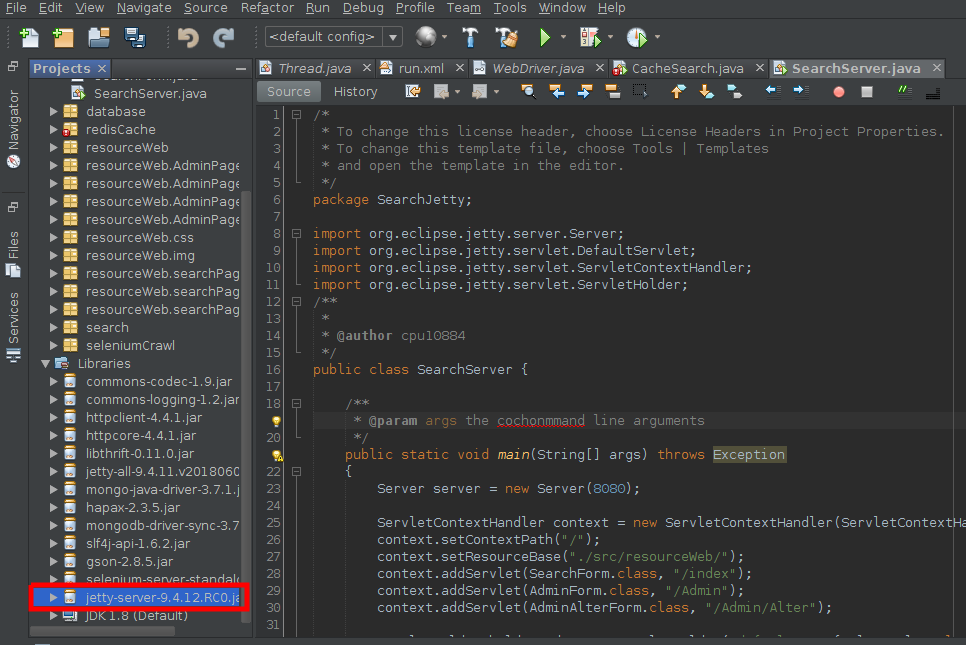 File Edit View Navigate Source Refactor Run Debug Profile Team Tools Window Help
<default config>
Projects
Thread.java run.xml WebDriver.java CacheSearch.java SearchServer.java
Source History
Navigator
Files
Services
SearchServer.java
database
redisCache
resourceWeb
resourceWeb.AdminPage
resourceWeb.AdminPage
resourceWeb.AdminPage
resourceWeb.AdminPage
resourceWeb.css
resourceWeb.img
resourceWeb.searchPag
resourceWeb.searchPag
resourceWeb.searchPag
search
seleniumCrawl
Libraries
commons-codec-1.9.jar
commons-logging-1.2.jar
httpclient-4.4.1.jar
httpcore-4.4.1.jar
libthrift-0.11.0.jar
jetty-all-9.4.11.v2018060
mongo-java-driver-3.7.1.j
hapax-2.3.5.jar
mongodb-driver-sync-3.7
slf4j-api-1.6.2.jar
gson-2.8.5.jar
selenium-server-standalo
jetty-server-9.4.12.RC0.ja
JDK 1.8 (Default)
1 /*
2 * To change this license header, choose License Headers in Project Properties.
3 * To change this template file, choose Tools | Templates
4 * and open the template in the editor.
5 */
6 package SearchJetty;
7
8 import org.eclipse.jetty.server.Server;
9 import org.eclipse.jetty.servlet.DefaultServlet;
10 import org.eclipse.jetty.servlet.ServletContextHandler;
11 import org.eclipse.jetty.servlet.ServletHolder;
12 /**
13 *
14 * @author cpu10884
15 */
16 public class SearchServer {
17
18 /**
* @param args the cochonmmand line arguments
20 */
public static void main(String[] args) throws Exception
22 {
23 Server server = new Server(8080);
24
25 ServletContextHandler context = new ServletContextHandler(ServletContextHa
26 context.setContextPath("/");
27 context.setResourceBase("./src/resourceWeb/");
28 context.addServlet(SearchForm.class, "/index");
29 context.addServlet(AdminForm.class, "/Admin");
30 context.addServlet(AdminAlterForm.class, "/Admin/Alter");
31